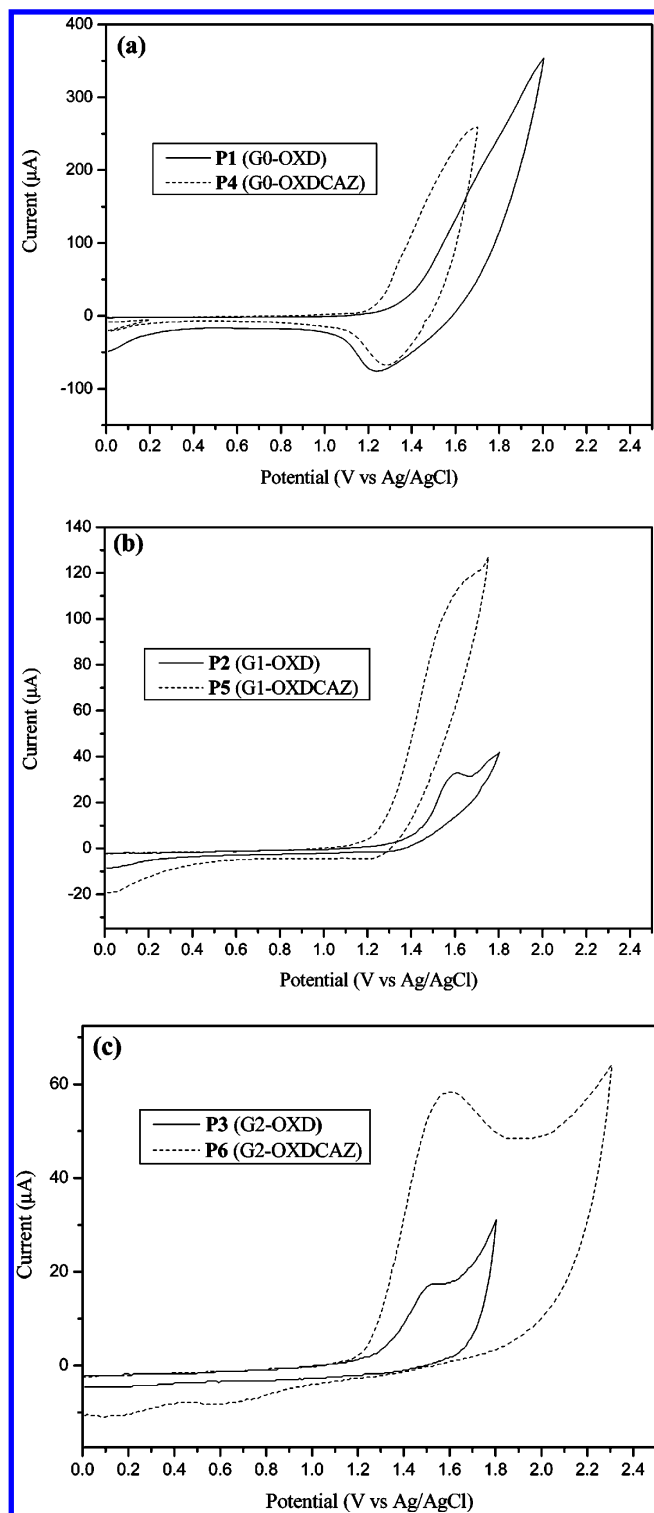 (a)
P1 (G0-OXD)
P4 (G0-OXDCAZ)
Current (µA)
400
300
200
100
0
-100
0.0 0.2 0.4 0.6 0.8 1.0 1.2 1.4 1.6 1.8 2.0 2.2 2.4
Potential (V vs Ag/AgCl)
(b)
P2 (G1-OXD)
P5 (G1-OXDCAZ)
Current (µA)
140
120
100
80
60
40
20
0
-20
0.0 0.2 0.4 0.6 0.8 1.0 1.2 1.4 1.6 1.8 2.0 2.2 2.4
Potential (V vs Ag/AgCl)
(c)
P3 (G2-OXD)
P6 (G2-OXDCAZ)
Current (µA)
60
40
20
0
0.0 0.2 0.4 0.6 0.8 1.0 1.2 1.4 1.6 1.8 2.0 2.2 2.4
Potential (V vs Ag/AgCl)